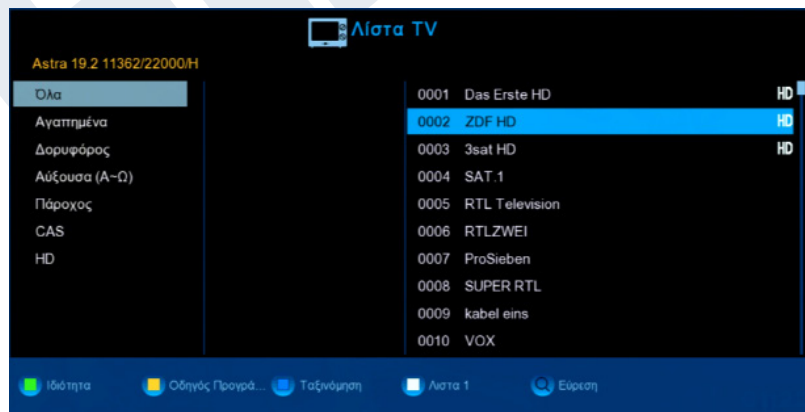 Λίστα TV
Astra 19.2 11362/22000/H
Όλα
Αγαπημένα
Δορυφόρος
Αύξουσα (Α~Ω)
Πάροχος
CAS
HD
0001 Das Erste HD HD
0002 ZDF HD HD
0003 3sat HD HD
0004 SAT.1
0005 RTL Television
0006 RTLZWEI
0007 ProSieben
0008 SUPER RTL
0009 kabel eins
0010 VOX
Ιδιότητα Οδηγός Προγρά... Ταξινόμηση Λιστα 1 Εύρεση